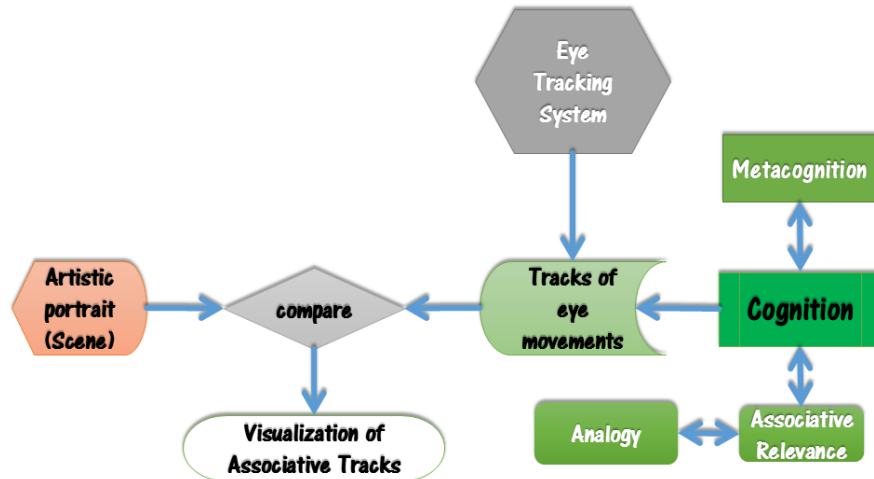 Eye
Tracking
System
Metacognition
Artistic
portrait
(Scene)
compare
Tracks of
eye
movements
Cognition
Visualization of
Associative Tracks
Analogy
Associative
Relevance